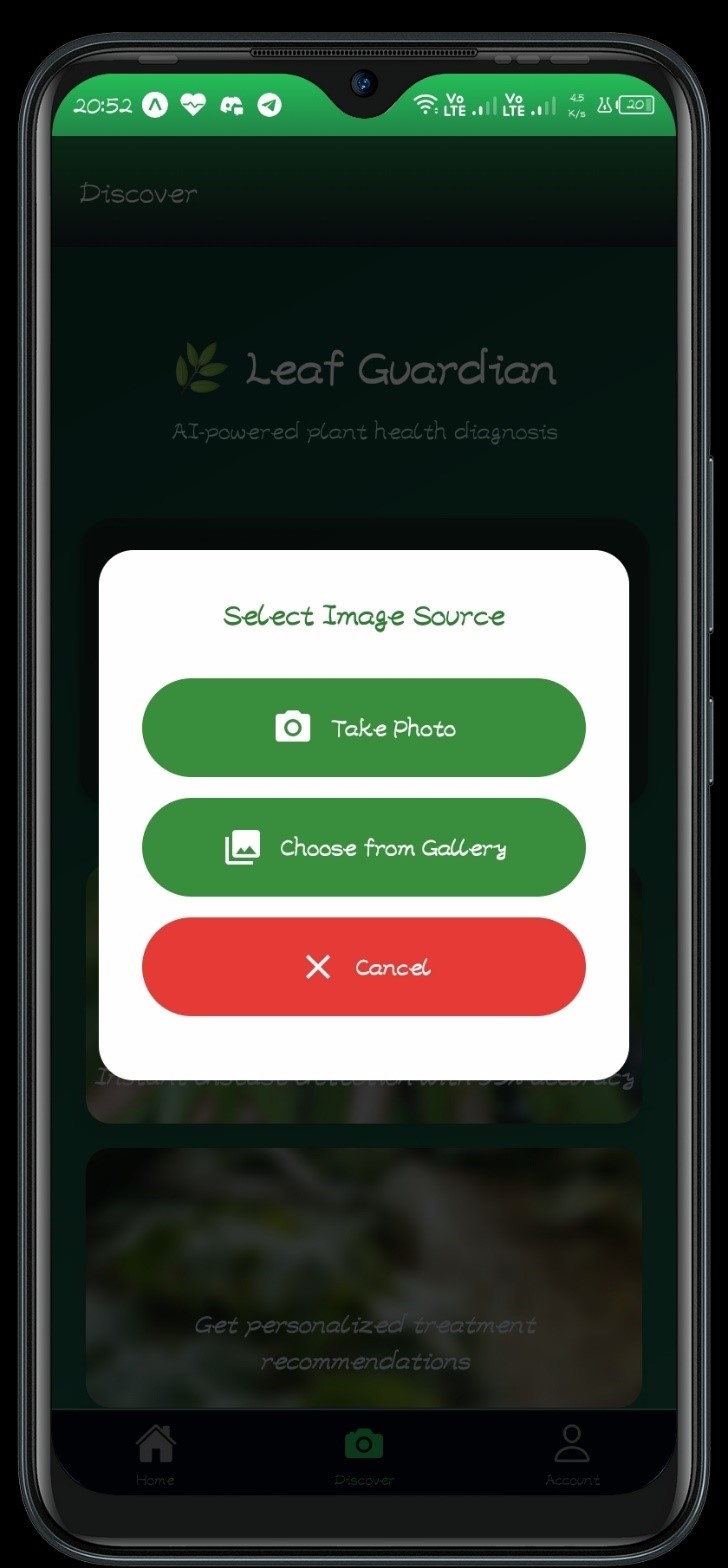 20:52
Vo LTE
Vo LTE
4.5 K/s
20
Discover
Leaf Guardian
AI-powered plant health diagnosis
Select Image Source
Take Photo
Choose from Gallery
Cancel
Get personalized treatment
recommendations
Home
Discover
Account